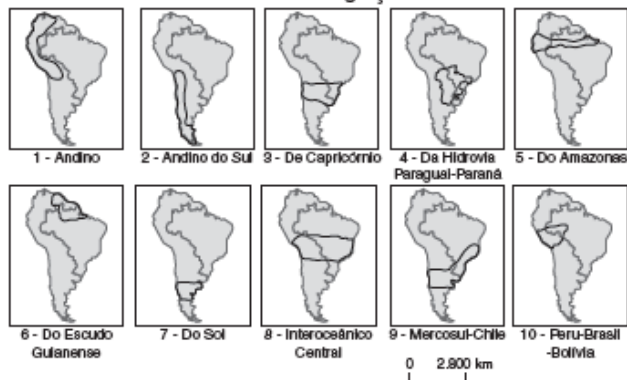 1 - Andino
2 - Andino do Sul
3 - De Capricórnio
4 - Da Hidrovia
Paraguai-Paraná
5 - Do Amazonas
6 - Do Escudo
Guianense
7 - Do Sol
8 - Interoceânico
Central
9 - Mercosul-Chile
10 - Peru-Brasil
-Bolívia
0 2.800 km